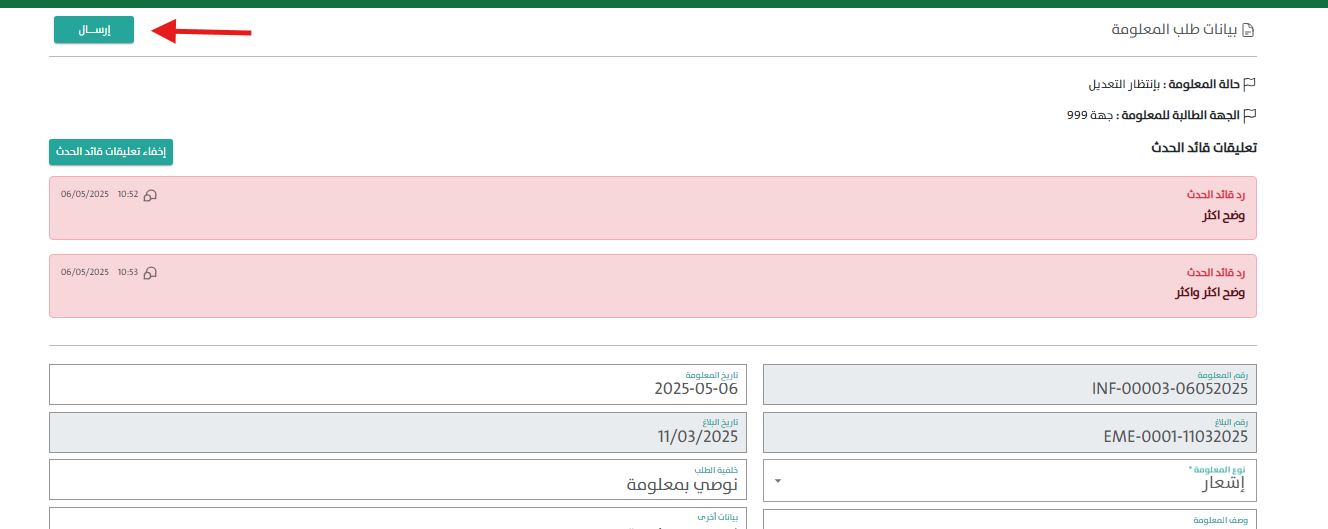 بيانات طلب المعلومة
إرســال
حالة المعلومة : بإنتظار التعديل
الجهة الطالبة للمعلومة : جهة 999
تعليقات قائد الحدث
إخفاء تعليقات قائد الحدث
رد قائد الحدث
10:52 06/05/2025
وضح اكثر
رد قائد الحدث
10:53 06/05/2025
وضح اكثر واكثر
رقم المعلومة
INF-00003-06052025
تاريخ المعلومة
2025-05-06
رقم البلاغ
EME-0001-11032025
تاريخ البلاغ
11/03/2025
نوع المعلومة *
إشعار
خلفية الطلب
نوصي بمعلومة
وصف المعلومة
بيانات أخرى